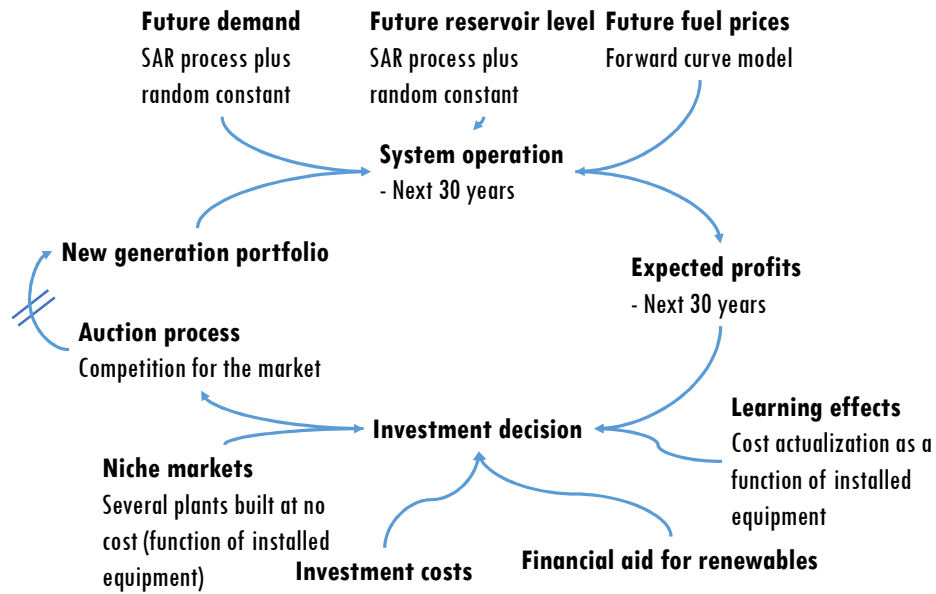 Future demand
SAR process plus
random constant
Future reservoir level
SAR process plus
random constant
Future fuel prices
Forward curve model
System operation
- Next 30 years
New generation portfolio
Expected profits
- Next 30 years
Auction process
Competition for the market
Investment decision
Learning effects
Cost actualization as a
function of installed
equipment
Niche markets
Several plants built at no
cost (function of installed
equipment)
Investment costs
Financial aid for renewables